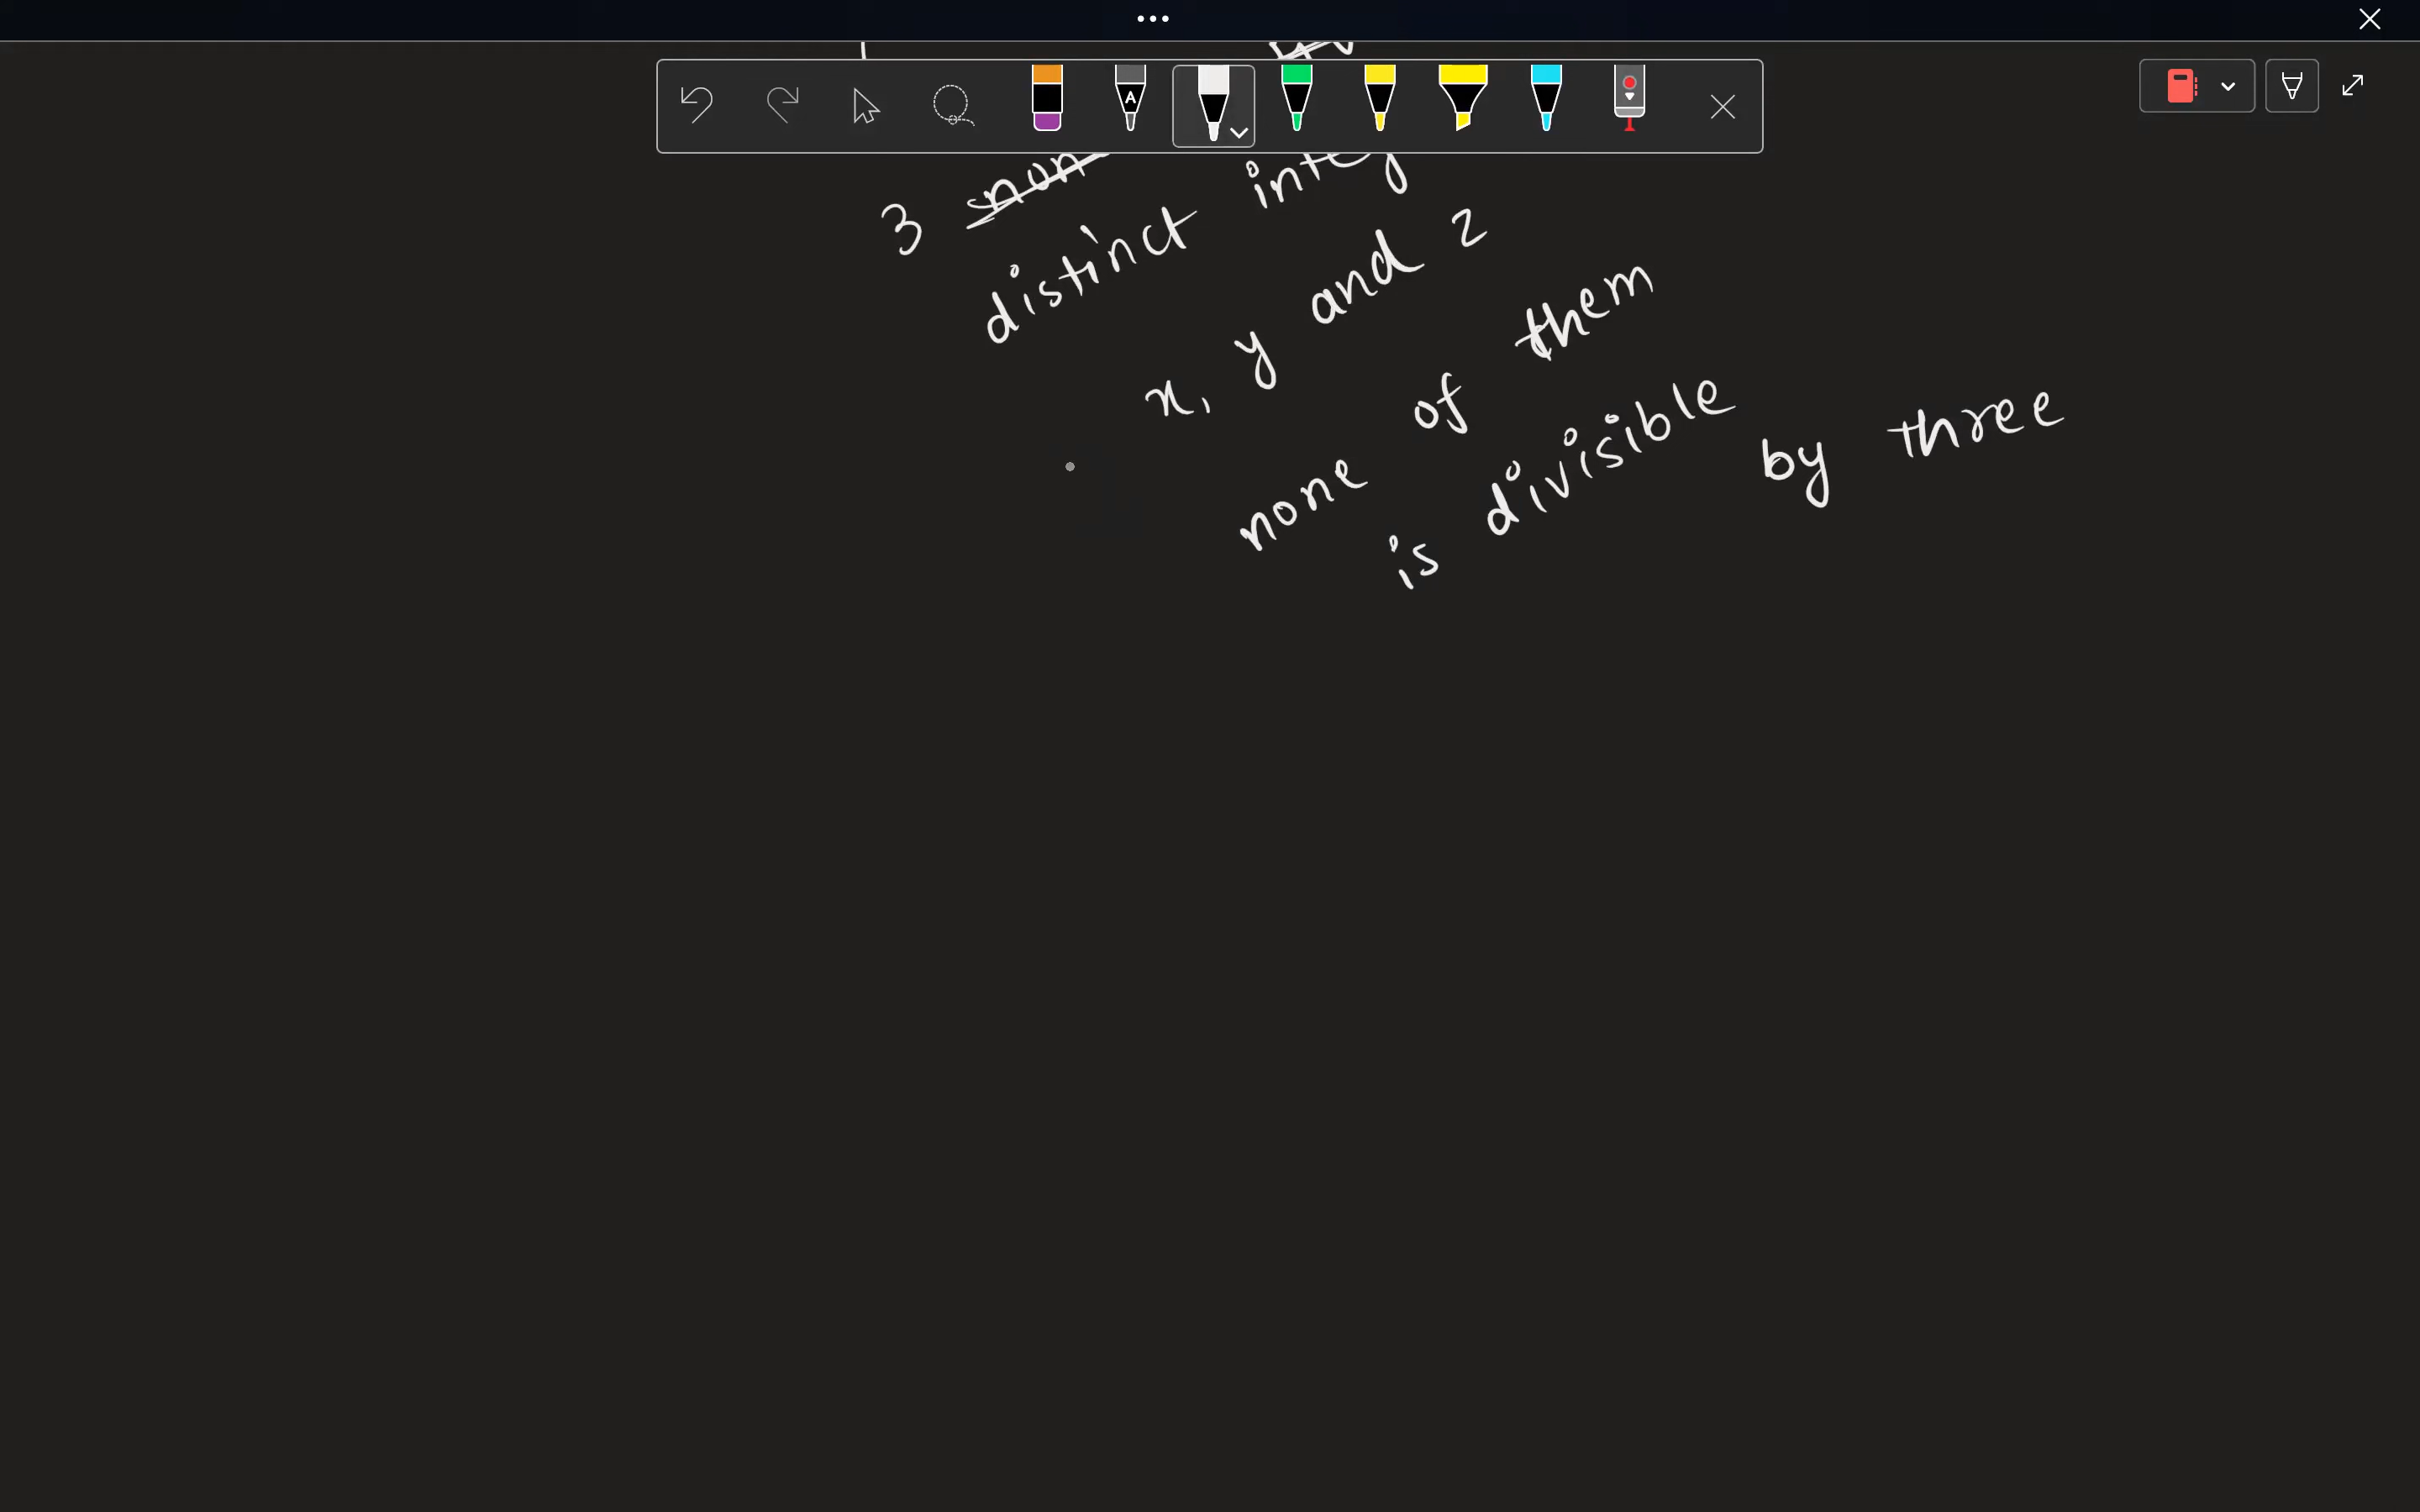 3
distinct
x, y and z
none of them
is divisible by three